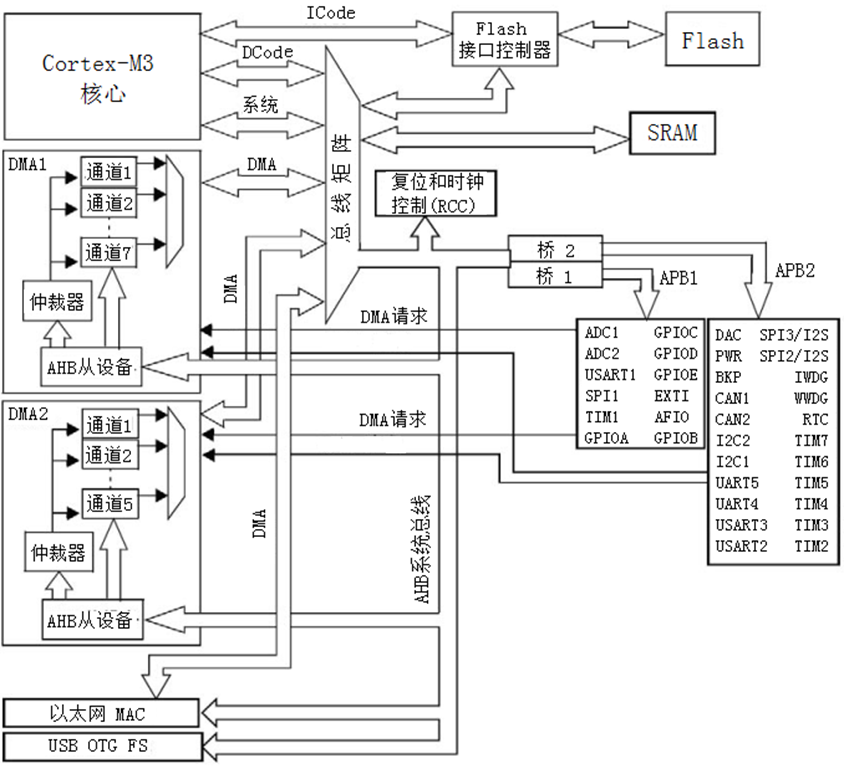 ICode
Cortex-M3
核心
Flash
接口控制器
Flash
DCode
系统
SRAM
DMA1
通道1
通道2
通道7
仲裁器
AHB从设备
DMA
总线矩阵
复位和时钟
控制(RCC)
DMA
桥 2
桥 1
APB1
APB2
DMA请求
ADC1 GPIOC
ADC2 GPIOD
USART1 GPIOE
SPI1 EXTI
TIM1 AFIO
GPIOA GPIOB
DAC SPI3/I2S
PWR SPI2/I2S
BKP IWDG
CAN1 WWDG
CAN2 RTC
I2C2 TIM7
I2C1 TIM6
UART5 TIM5
UART4 TIM4
USART3 TIM3
USART2 TIM2
DMA2
通道1
通道2
通道5
仲裁器
AHB从设备
DMA请求
DMA
AHB系统总线
以太网 MAC
USB OTG FS